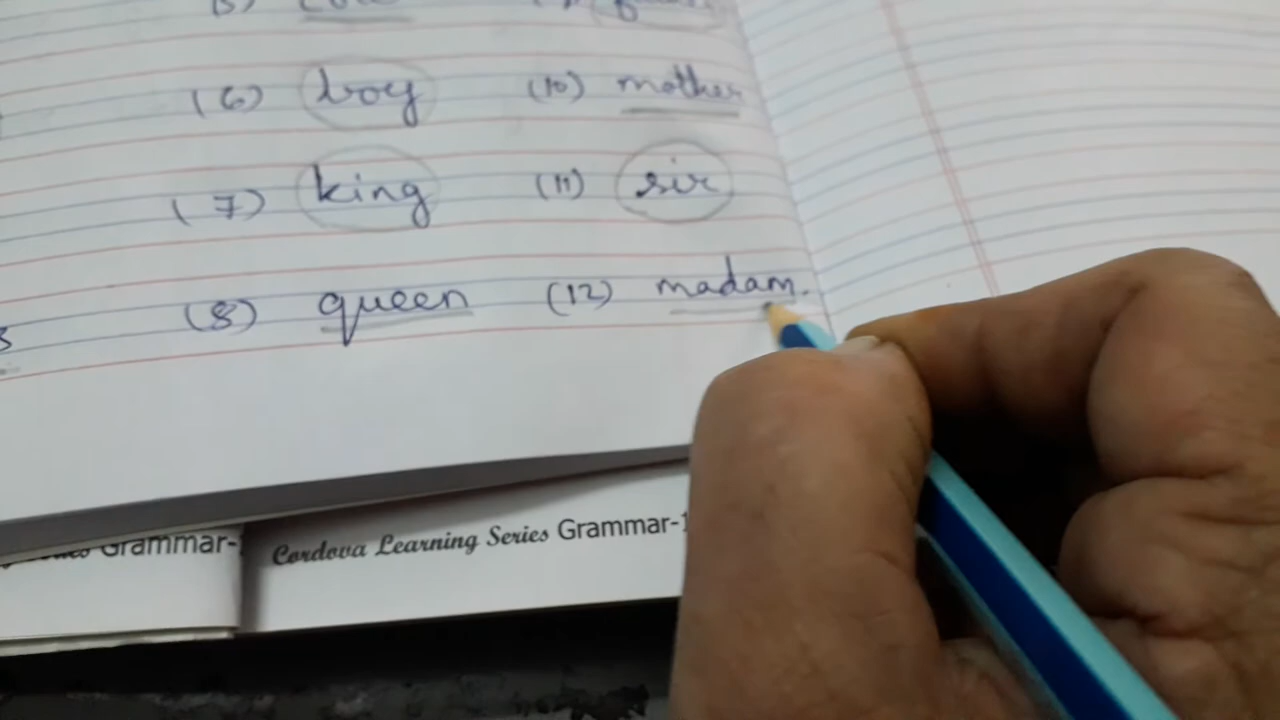 (6) boy (10) mother
(7) king (11) sir
(8) queen (12) madam.
Grammar-
Cordova Learning Series Grammar-1